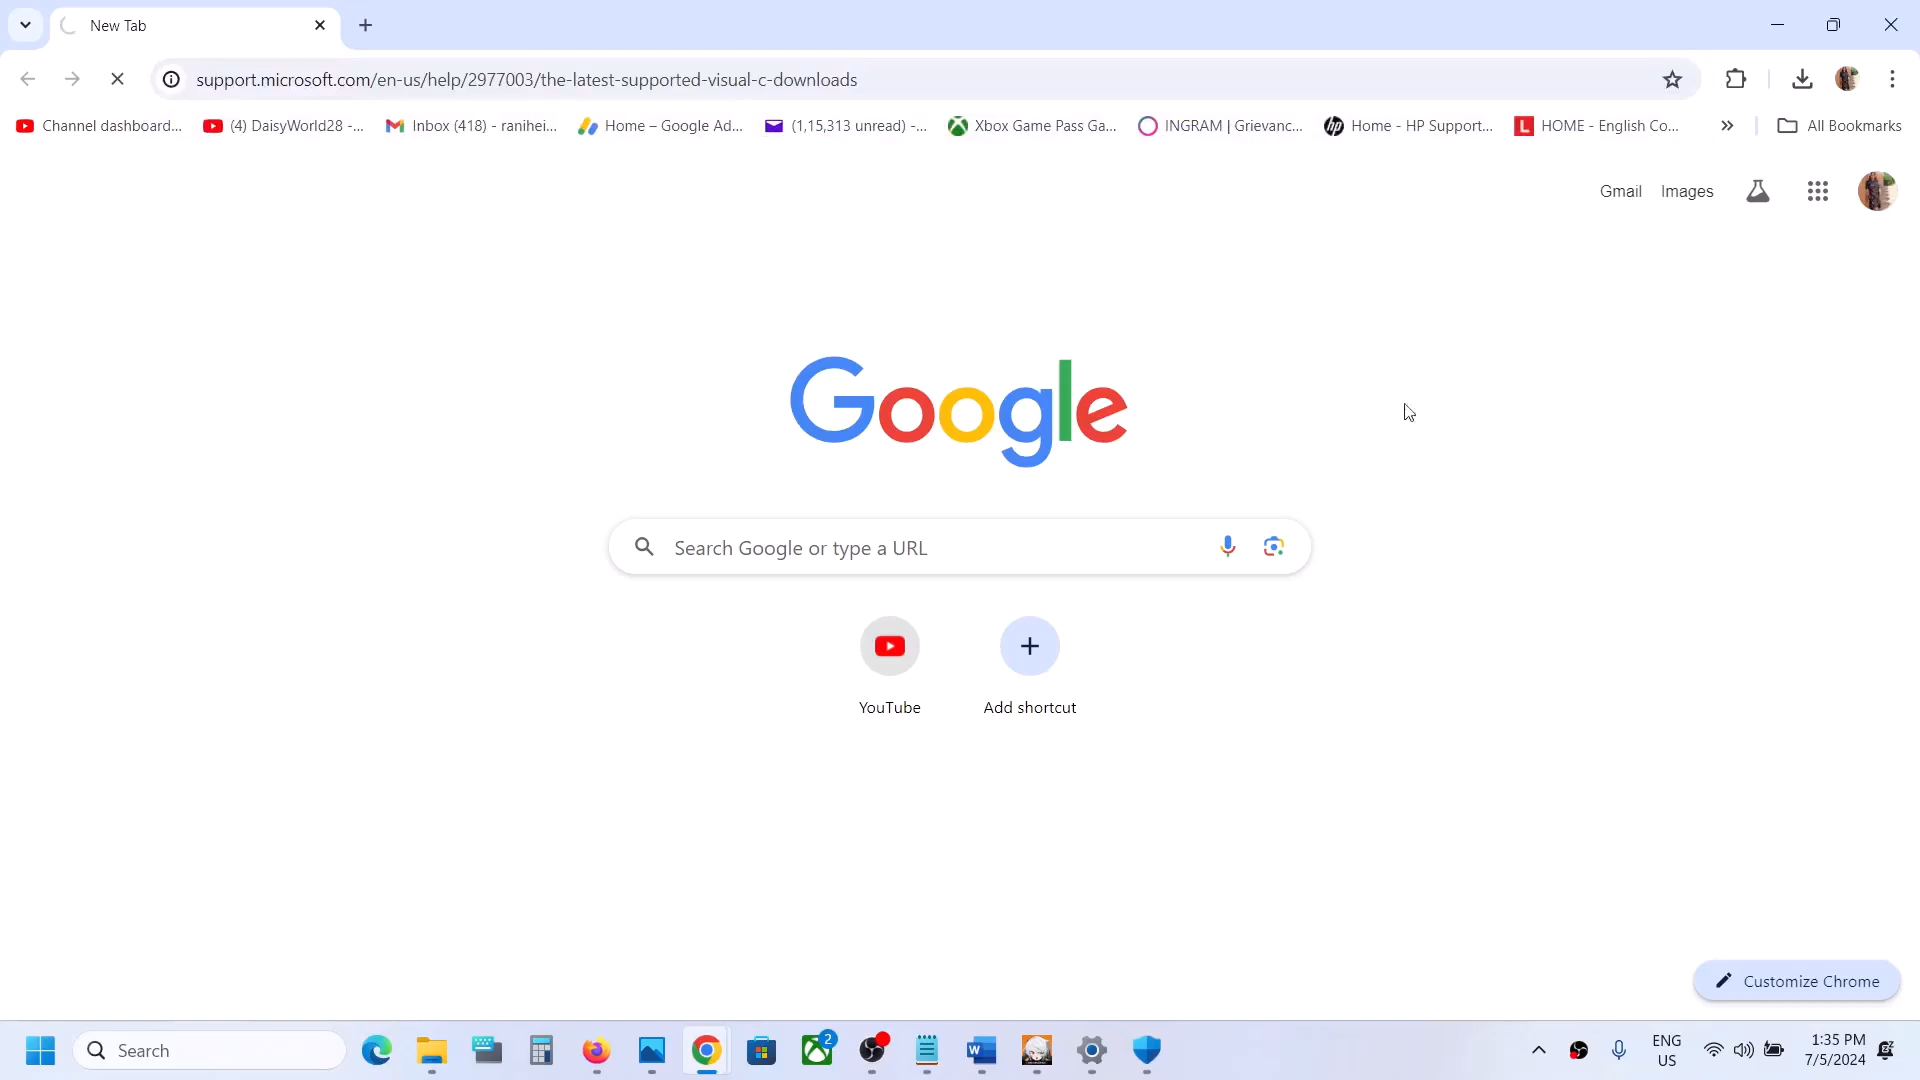 New Tab
support.microsoft.com/en-us/help/2977003/the-latest-supported-visual-c-downloads
Channel dashboard... (4) DaisyWorld28 -... Inbox (418) - ranihei... Home – Google Ad... (1,15,313 unread) -... Xbox Game Pass Ga... INGRAM | Grievanc... Home - HP Support... HOME - English Co... All Bookmarks
Gmail Images
Google
Search Google or type a URL
YouTube Add shortcut
Customize Chrome
Search 2 ENG US 1:35 PM 7/5/2024